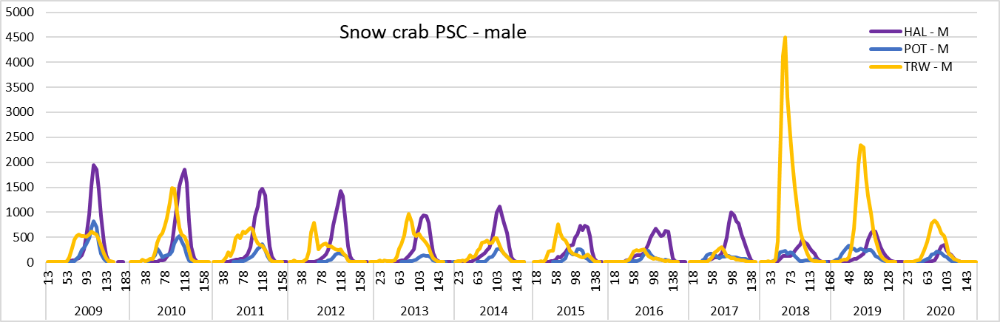 Snow crab PSC - male
HAL - M
POT - M
TRW - M
5000
4500
4000
3500
3000
2500
2000
1500
1000
500
0
13 53 93 133 183 38 78 118 158 38 78 118 158 38 78 118 158 23 63 103 143 23 63 103 143 18 58 98 138 18 58 98 138 18 58 98 138 33 73 113 168 48 88 128 23 63 103 143
2009 2010 2011 2012 2013 2014 2015 2016 2017 2018 2019 2020